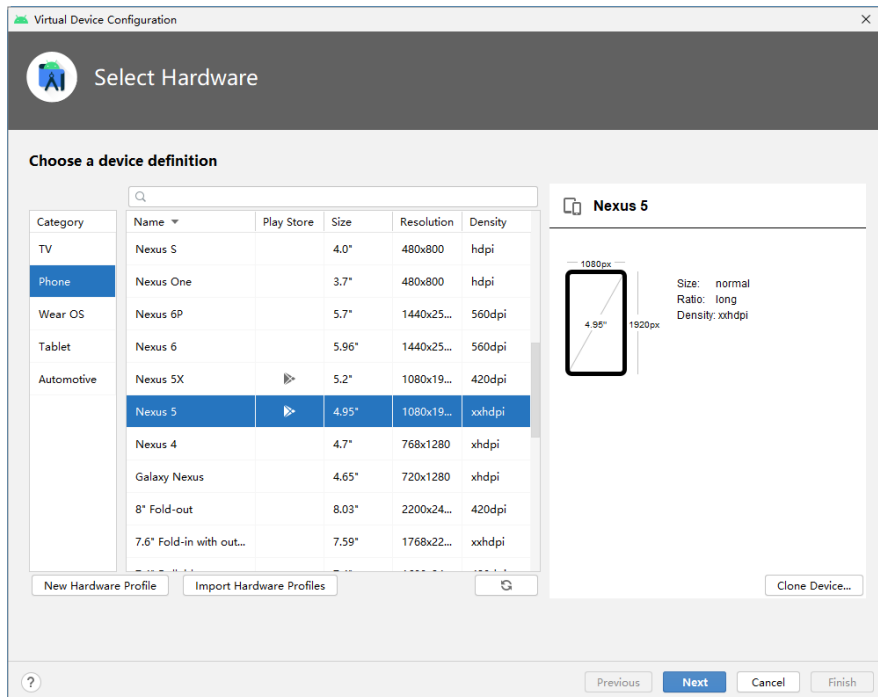 Virtual Device Configuration
Select Hardware
Choose a device definition
Category
TV
Phone
Wear OS
Tablet
Automotive
Name Play Store Size Resolution Density
Nexus S 4.0" 480x800 hdpi
Nexus One 3.7" 480x800 hdpi
Nexus 6P 5.7" 1440x25... 560dpi
Nexus 6 5.96" 1440x25... 560dpi
Nexus 5X 5.2" 1080x19... 420dpi
Nexus 5 4.95" 1080x19... xxhdpi
Nexus 4 4.7" 768x1280 xhdpi
Galaxy Nexus 4.65" 720x1280 xhdpi
8" Fold-out 8.03" 2200x24... 420dpi
7.6" Fold-in with out... 7.59" 1768x22... xxhdpi
New Hardware Profile Import Hardware Profiles
Nexus 5
1080px
4.95" 1920px
Size: normal
Ratio: long
Density: xxhdpi
Clone Device...
? Previous Next Cancel Finish